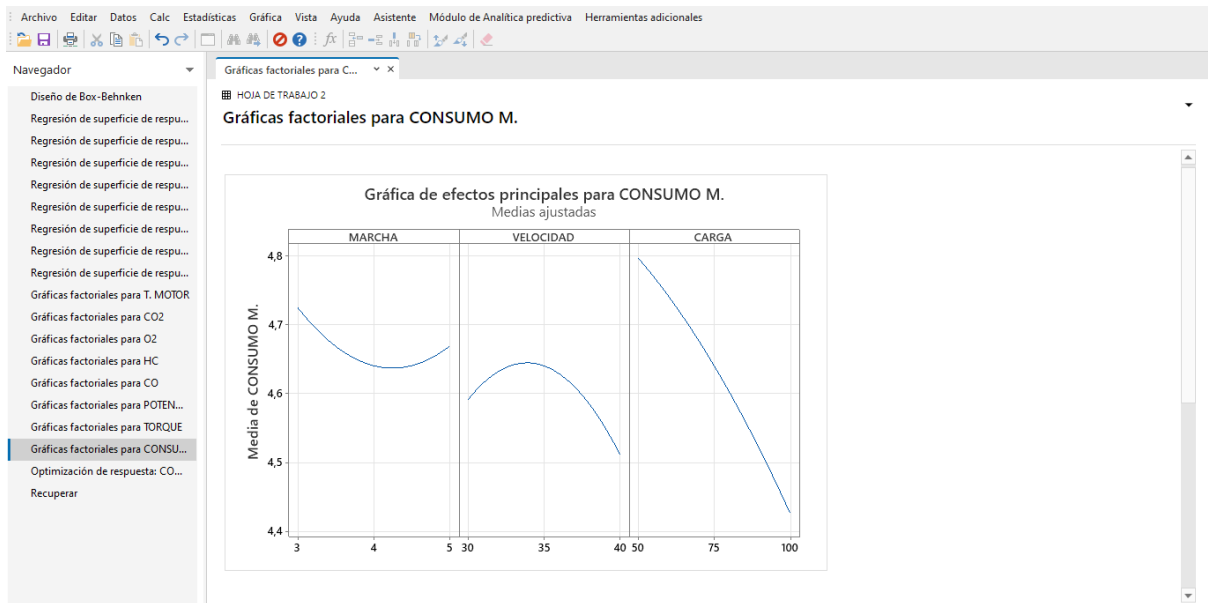 Archivo Editar Datos Calc Estadísticas Gráfica Vista Ayuda Asistente Módulo de Analítica predictiva Herramientas adicionales
fx
Navegador
Gráficas factoriales para C...
Diseño de Box-Behnken
Regresión de superficie de respu...
Regresión de superficie de respu...
Regresión de superficie de respu...
Regresión de superficie de respu...
Regresión de superficie de respu...
Regresión de superficie de respu...
Regresión de superficie de respu...
Regresión de superficie de respu...
Gráficas factoriales para T. MOTOR
Gráficas factoriales para CO2
Gráficas factoriales para O2
Gráficas factoriales para HC
Gráficas factoriales para CO
Gráficas factoriales para POTEN...
Gráficas factoriales para TORQUE
Gráficas factoriales para CONSU...
Optimización de respuesta: CO...
Recuperar
HOJA DE TRABAJO 2
Gráficas factoriales para CONSUMO M.
Gráfica de efectos principales para CONSUMO M.
Medias ajustadas
MARCHA VELOCIDAD CARGA
Media de CONSUMO M.
4,8
4,7
4,6
4,5
4,4
3 4 5 30 35 40 50 75 100